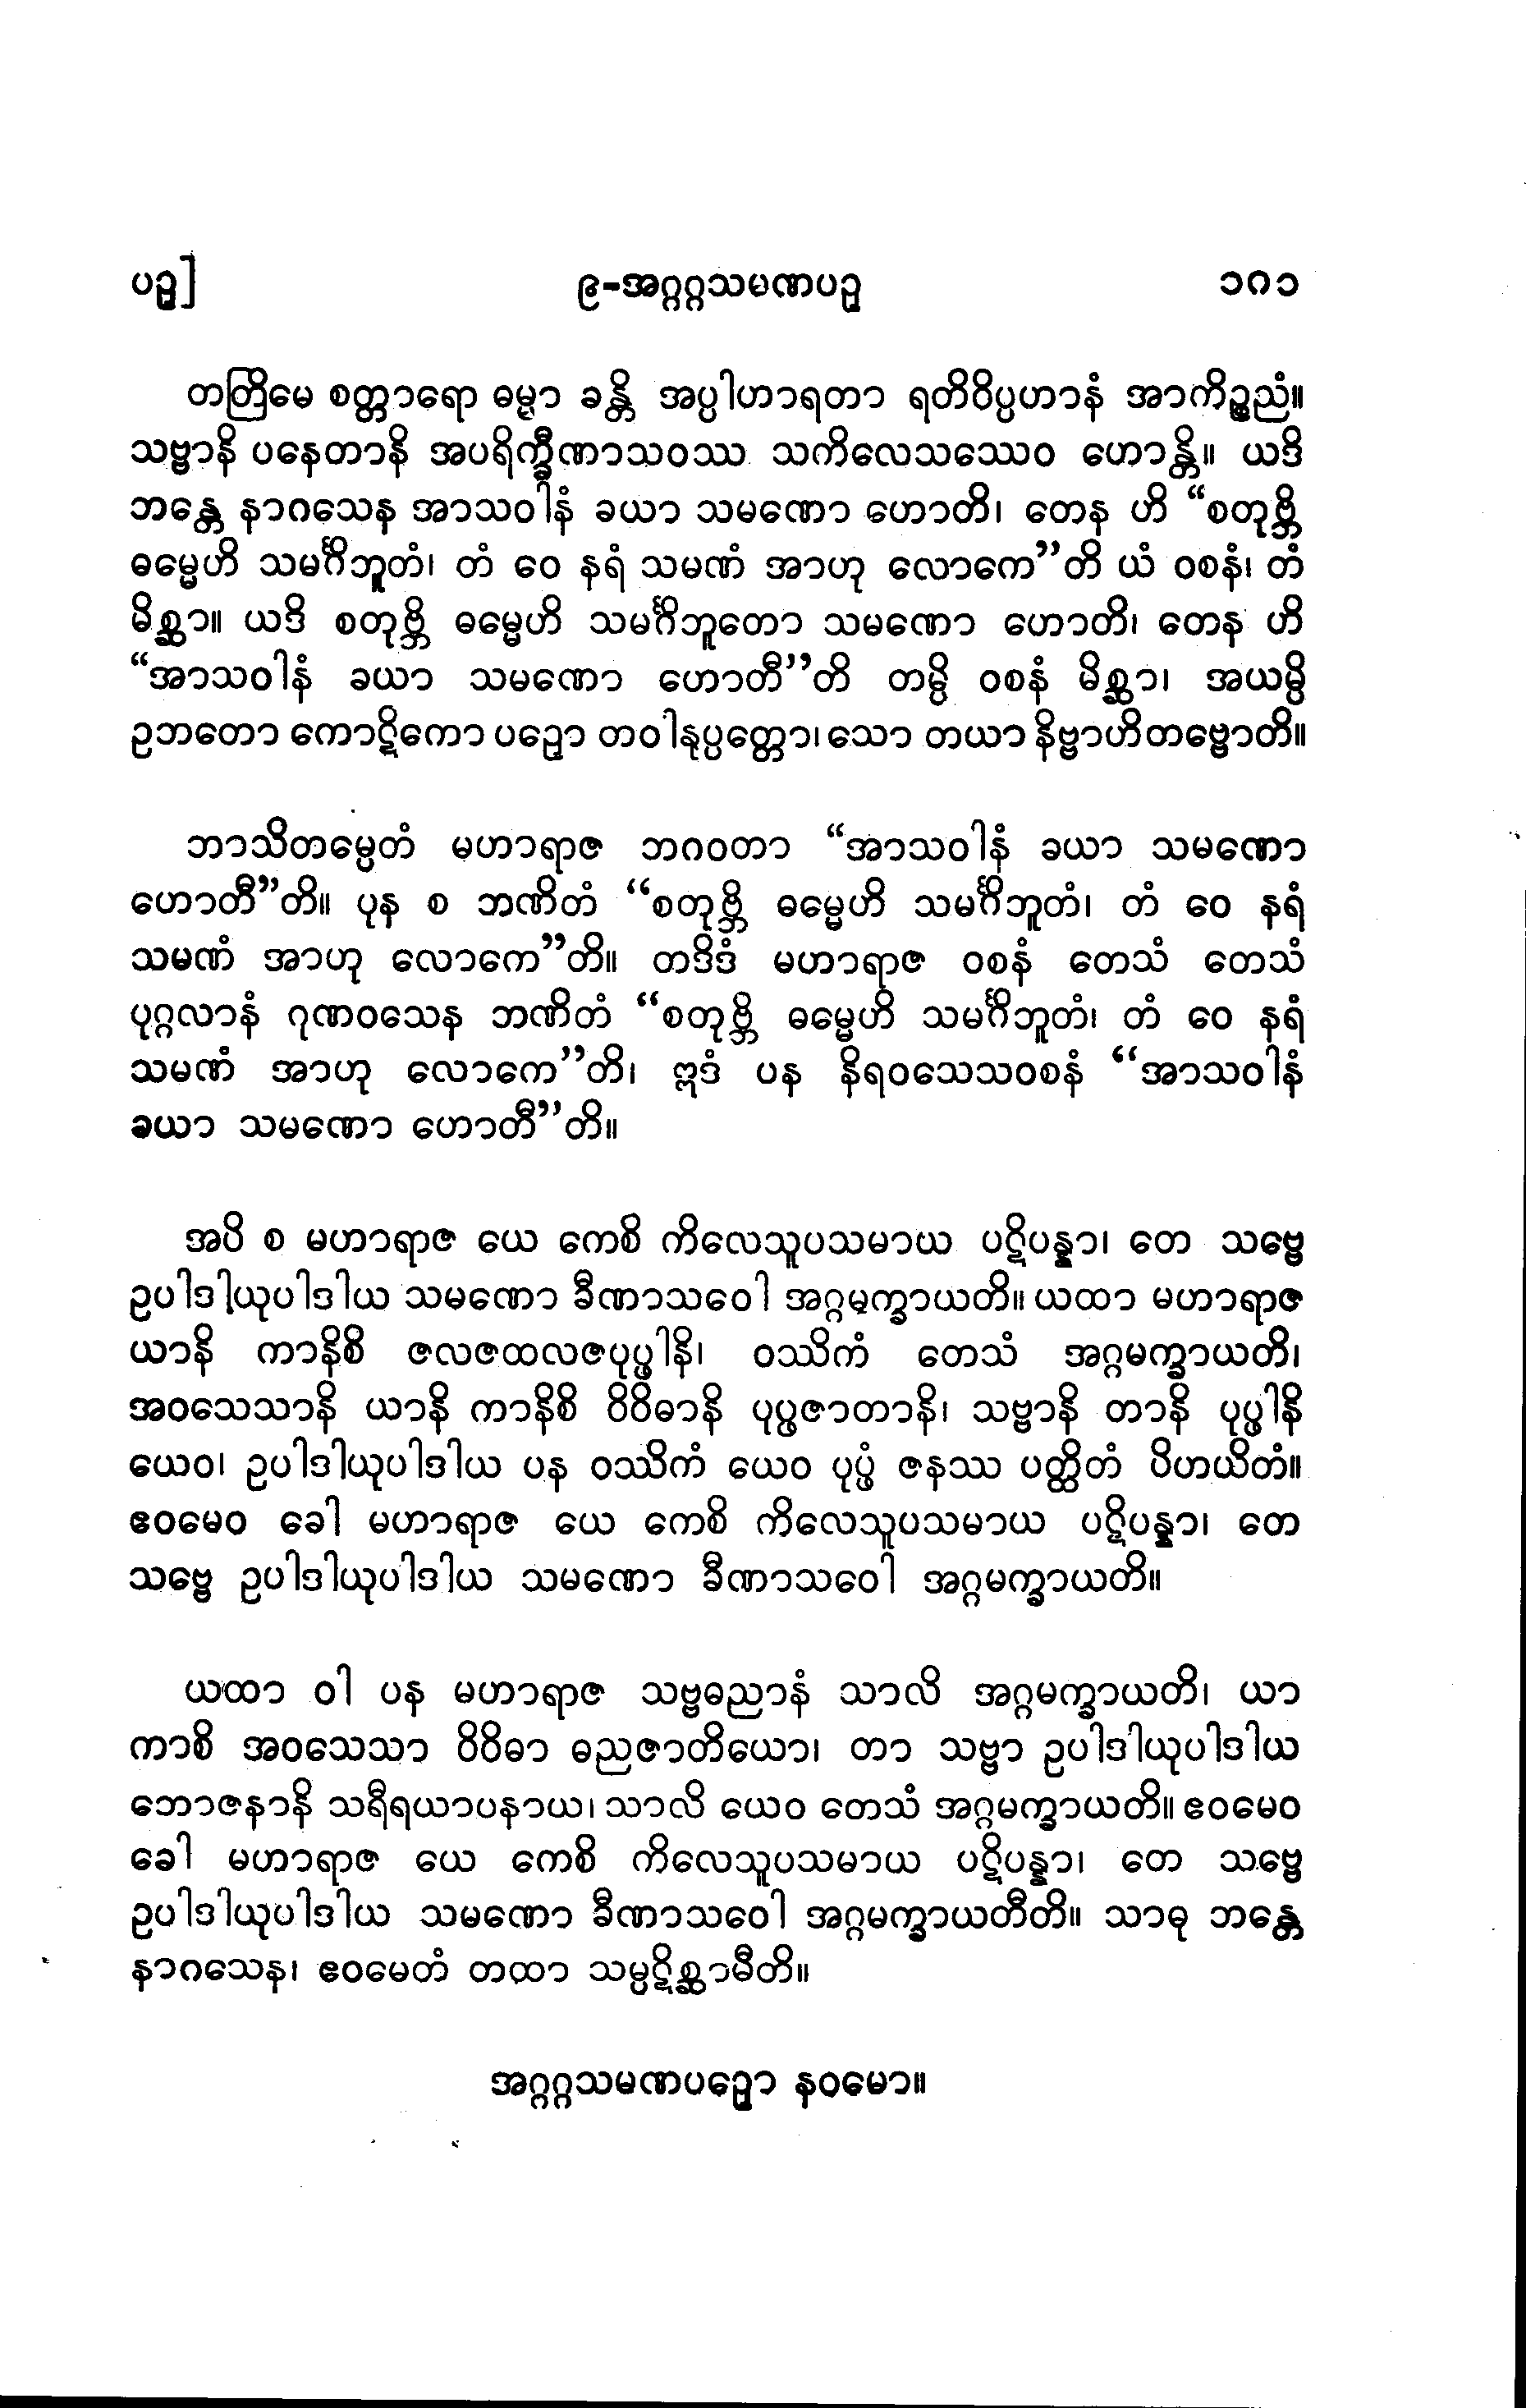 ပဉှ]
၉-အဂ္ဂဂ္ဂသမဏပဉှ
၁၈၁
တတြိမေ စတ္တာရော ဓမ္မာ ခန္တိ အပ္ပါဟာရတာ ရတိဝိပ္ပဟာနံ အာကိဉ္စညံ။
သဗ္ဗာနိ ပနေတာနိ အပရိက္ခီဏာသဝဿ သကိလေသဿေဝ ဟောန္တိ။ ယဒိ
ဘန္တေ နာဂသေန အာသဝါနံ ခယာ သမဏော ဟောတိ၊ တေန ဟိ “စတုဗ္ဘိ
ဓမ္မေဟိ သမင်္ဂိဘူတံ၊ တံ ဝေ နရံ သမဏံ အာဟု လောကေ”တိ ယံ ဝစနံ၊ တံ
မိစ္ဆာ။ ယဒိ စတုဗ္ဘိ ဓမ္မေဟိ သမင်္ဂိဘူတော သမဏော ဟောတိ၊ တေန ဟိ
“အာသဝါနံ ခယာ သမဏော ဟောတီ”တိ တမ္ပိ ဝစနံ မိစ္ဆာ၊ အယမ္ပိ
ဥဘတော ကောဋိကော ပဉှော တဝါနုပ္ပတ္တော၊ သော တယာ နိဗ္ဗာဟိတဗ္ဗောတိ။
ဘာသိတမ္ပေတံ မဟာရာဇ ဘဂဝတာ “အာသဝါနံ ခယာ သမဏော
ဟောတီ”တိ။ ပုန စ ဘဏိတံ “စတုဗ္ဘိ ဓမ္မေဟိ သမင်္ဂိဘူတံ၊ တံ ဝေ နရံ
သမဏံ အာဟု လောကေ”တိ။ တဒိဒံ မဟာရာဇ ဝစနံ တေသံ တေသံ
ပုဂ္ဂလာနံ ဂုဏဝသေန ဘဏိတံ “စတုဗ္ဘိ ဓမ္မေဟိ သမင်္ဂိဘူတံ၊ တံ ဝေ နရံ
သမဏံ အာဟု လောကေ”တိ၊ ဣဒံ ပန နိရဝသေသဝစနံ “အာသဝါနံ
ခယာ သမဏော ဟောတီ”တိ။
အပိ စ မဟာရာဇ ယေ ကေစိ ကိလေသူပသမာယ ပဋိပန္နာ၊ တေ သဗ္ဗေ
ဥပါဒါယုပါဒါယ သမဏော ခီဏာသဝေါ အဂ္ဂမက္ခာယတိ။ ယထာ မဟာရာဇ
ယာနိ ကာနိစိ ဇလဇထလဇပုပ္ဖါနိ၊ ဝဿိကံ တေသံ အဂ္ဂမက္ခာယတိ၊
အဝသေသာနိ ယာနိ ကာနိစိ ဝိဝိဓာနိ ပုပ္ဖဇာတာနိ၊ သဗ္ဗာနိ တာနိ ပုပ္ဖါနိ
ယေဝ၊ ဥပါဒါယုပါဒါယ ပန ဝဿိကံ ယေဝ ပုပ္ဖံ ဇနဿ ပတ္ထိတံ ပိဟယိတံ။
ဧဝမေဝ ခေါ မဟာရာဇ ယေ ကေစိ ကိလေသူပသမာယ ပဋိပန္နာ၊ တေ
သဗ္ဗေ ဥပါဒါယုပါဒါယ သမဏော ခီဏာသဝေါ အဂ္ဂမက္ခာယတိ။
ယထာ ဝါ ပန မဟာရာဇ သဗ္ဗဓညာနံ သာလိ အဂ္ဂမက္ခာယတိ၊ ယာ
ကာစိ အဝသေသာ ဝိဝိဓာ ဓညဇာတိယော၊ တာ သဗ္ဗာ ဥပါဒါယုပါဒါယ
ဘောဇနာနိ သရီရယာပနာယ၊ သာလိ ယေဝ တေသံ အဂ္ဂမက္ခာယတိ။ ဧဝမေဝ
ခေါ မဟာရာဇ ယေ ကေစိ ကိလေသူပသမာယ ပဋိပန္နာ၊ တေ သဗ္ဗေ
ဥပါဒါယုပါဒါယ သမဏော ခီဏာသဝေါ အဂ္ဂမက္ခာယတီတိ။ သာဓု ဘန္တေ
နာဂသေန၊ ဧဝမေတံ တထာ သမ္ပဋိစ္ဆာမီတိ။
အဂ္ဂဂ္ဂသမဏပဉှော နဝမော။